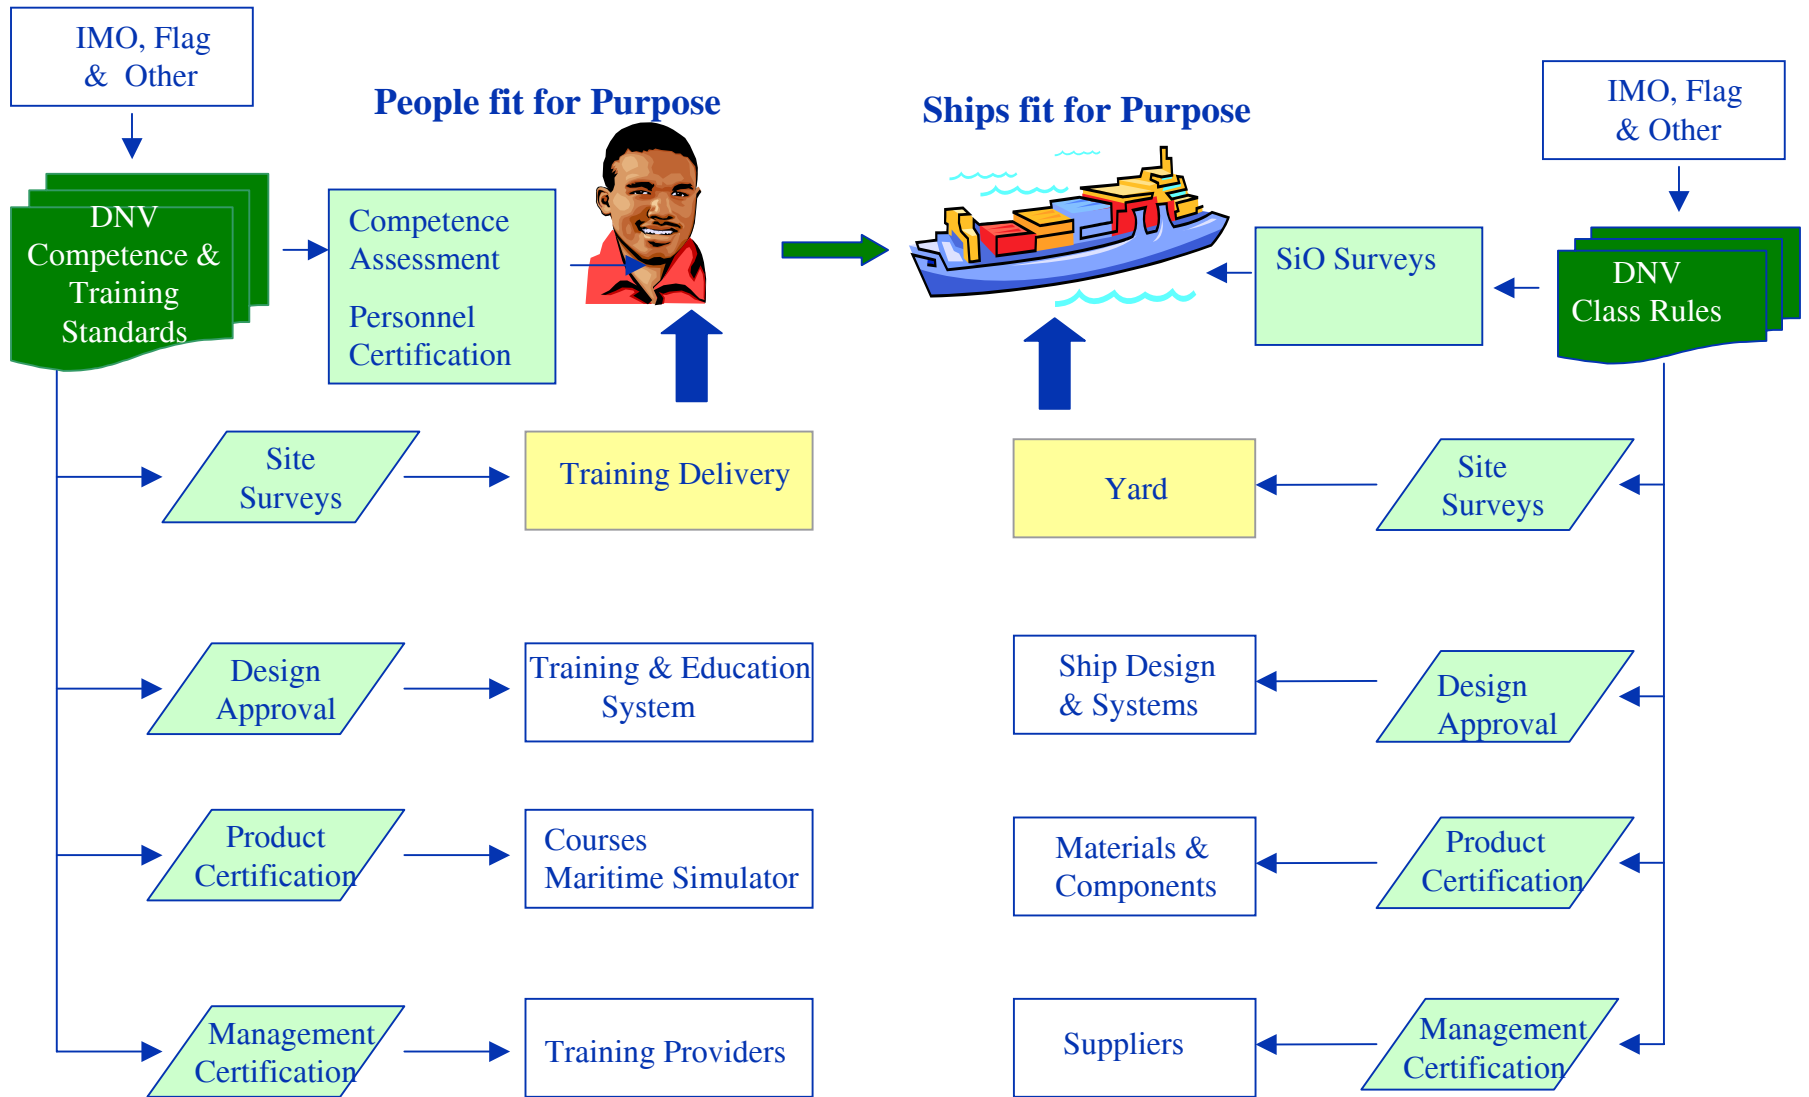 IMO, Flag
& Other
People fit for Purpose
Ships fit for Purpose
IMO, Flag
& Other
DNV
Competence &
Training
Standards
Competence
Assessment
Personnel
Certification
SiO Surveys
DNV
Class Rules
Site
Surveys
Training Delivery
Yard
Site
Surveys
Design
Approval
Training & Education
System
Ship Design
& Systems
Design
Approval
Product
Certification
Courses
Maritime Simulator
Materials &
Components
Product
Certification
Management
Certification
Training Providers
Suppliers
Management
Certification